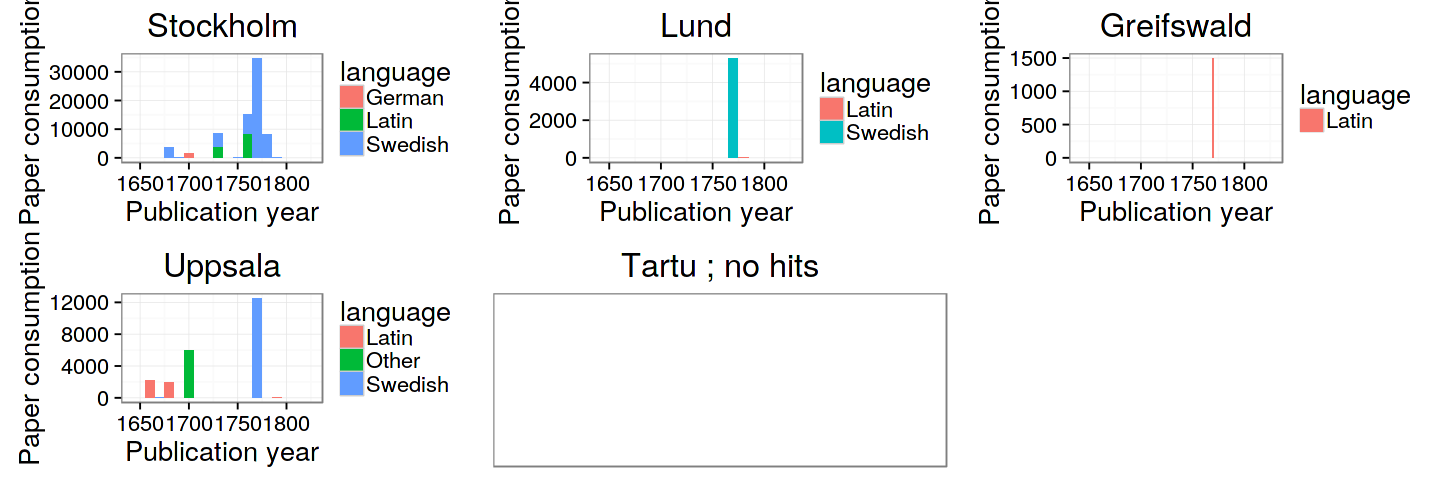 Stockholm
Paper consumption
30000
20000
10000
0
1650 1700 1750 1800
Publication year
language
German
Latin
Swedish
Lund
Paper consumption
4000
2000
0
1650 1700 1750 1800
Publication year
language
Latin
Swedish
Greifswald
Paper consumption
1500
1000
500
0
1650 1700 1750 1800
Publication year
language
Latin
Uppsala
Paper consumption
12000
8000
4000
0
1650 1700 1750 1800
Publication year
language
Latin
Other
Swedish
Tartu ; no hits